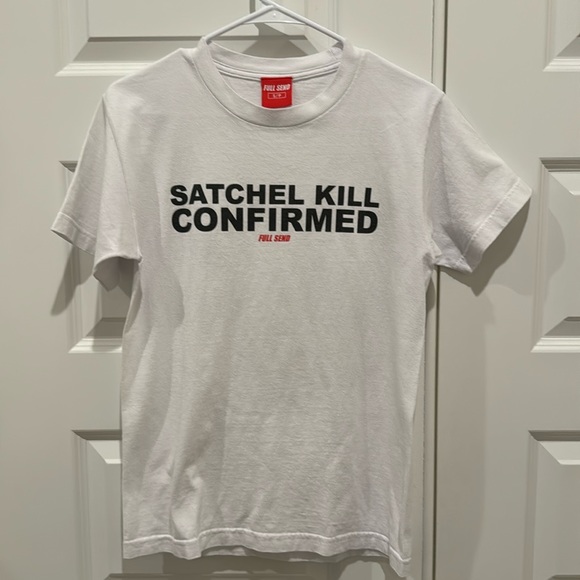 FULL SEND
S/P
SATCHEL KILL
CONFIRMED
FULL SEND